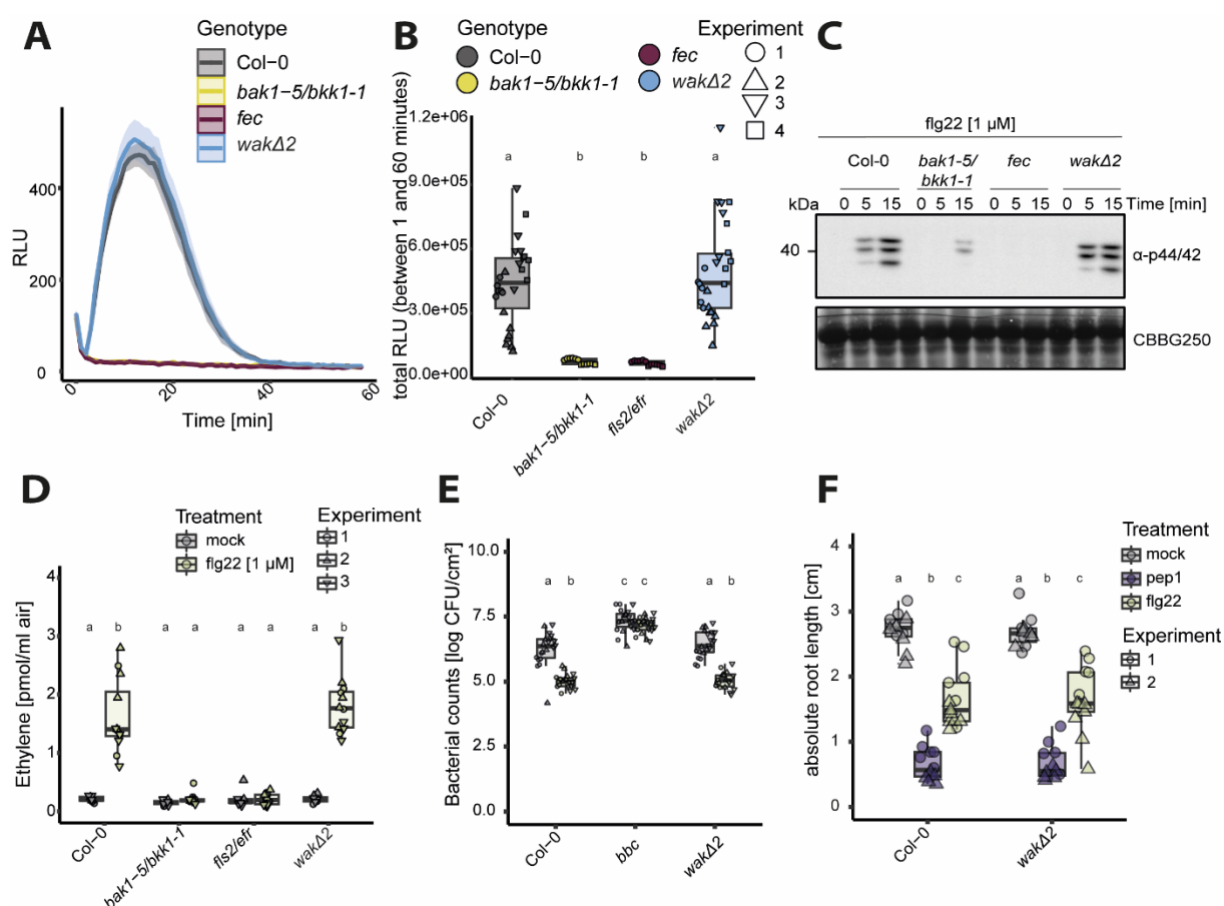 A
Genotype
Col−0
bak1−5/bkk1-1
fec
wakΔ2
RLU
400
200
0
0
20
40
60
Time [min]
B
Genotype
Col−0
bak1−5/bkk1-1
fec
wakΔ2
Experiment
1
2
3
4
total RLU (between 1 and 60 minutes)
1.2e+06
9.0e+05
6.0e+05
3.0e+05
0.0e+00
a
b
b
a
Col−0
bak1−5/bkk1-1
fls2/efr
wakΔ2
C
flg22 [1 µM]
Col-0
bak1-5/
bkk1-1
fec
wakΔ2
0 5 15 0 5 15 0 5 15 0 5 15 Time [min]
kDa
40
α-p44/42
CBBG250
D
Treatment
mock
flg22 [1 µM]
Experiment
1
2
3
Ethylene [pmol/ml air]
4
3
2
1
0
a b a a a a a b
Col−0
bak1−5/bkk1-1
fls2/efr
wakΔ2
E
Bacterial counts [log CFU/cm²]
10.0
7.5
5.0
2.5
0.0
a b c c a b
Col−0
bbc
wakΔ2
F
Treatment
mock
pep1
flg22
Experiment
1
2
absolute root length [cm]
4
3
2
1
0
a b c a b c
Col−0
wakΔ2